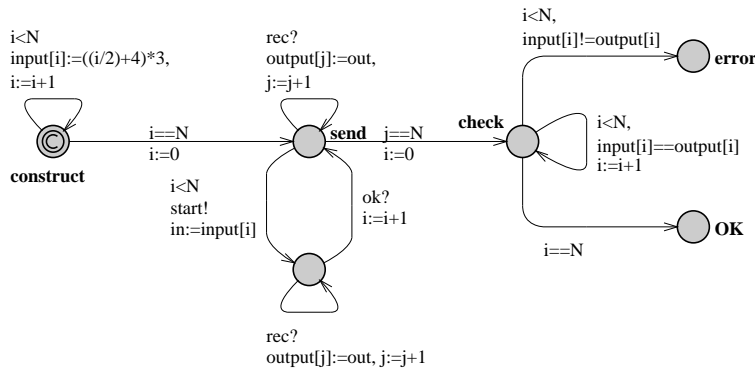 i<N
input[i]:=((i/2)+4)*3,
i:=i+1
C
construct
i==N
i:=0
rec?
output[j]:=out,
j:=j+1
send
i<N
start!
in:=input[i]
ok?
i:=i+1
rec?
output[j]:=out, j:=j+1
j==N
i:=0
check
i<N,
input[i]!=output[i]
error
i<N,
input[i]==output[i]
i:=i+1
i==N
OK